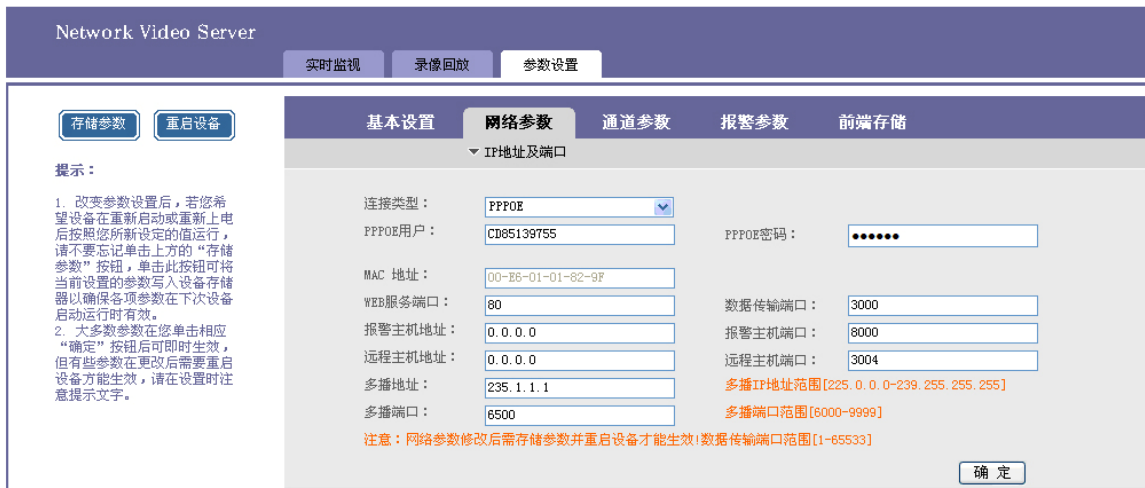 Network Video Server
实时监视 录像回放 参数设置
存储参数 重启设备
基本设置 网络参数 通道参数 报警参数 前端存储
IP地址及端口
提示：
1. 改变参数设置后，若您希
望设备在重新启动或重新上电
后按照您所新设定的值运行，
请不要忘记单击上方的“存储
参数”按钮，单击此按钮可将
当前设置的参数写入设备存储
器以确保各项参数在下次设备
启动运行时有效。
2. 大多数参数在您单击相应
“确定”按钮后可即时生效，
但有些参数在更改后需要重启
设备方能生效，请在设置时注
意提示文字。
连接类型： PPPOE
PPPOE用户： CD85139755 PPPOE密码： ●●●●●●
MAC 地址： 00-E6-01-01-82-9F
WEB服务端口： 80 数据传输端口： 3000
报警主机地址： 0.0.0.0 报警主机端口： 8000
远程主机地址： 0.0.0.0 远程主机端口： 3004
多播地址： 235.1.1.1 多播IP地址范围[225.0.0.0-239.255.255.255]
多播端口： 6500 多播端口范围[6000-9999]
注意：网络参数修改后需存储参数并重启设备才能生效!数据传输端口范围[1-65533]
确 定